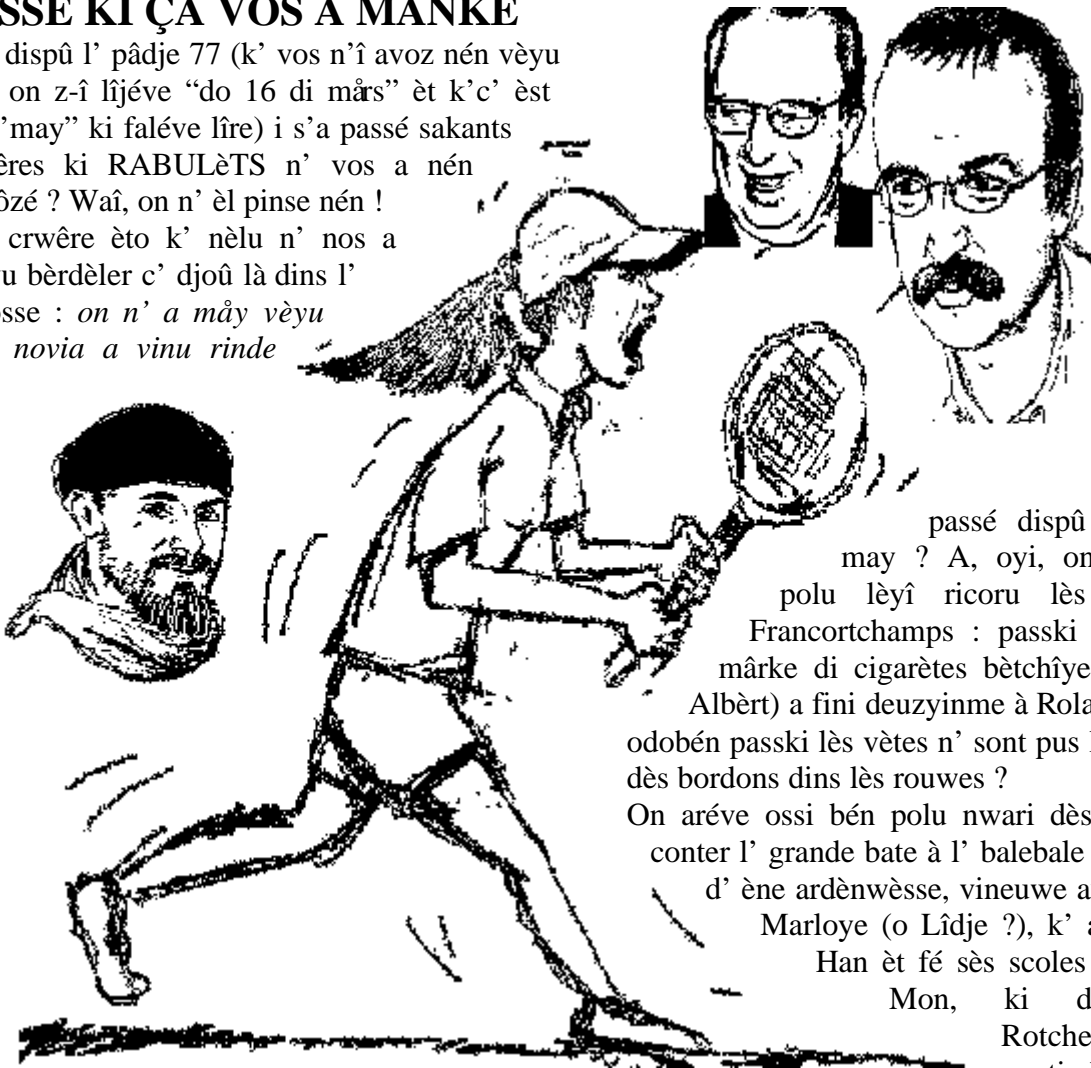 SSE KI ÇA VOS A MANKE
dispû l' pâdje 77 (k' vos n'î avoz nén vèyu
on z-î lîjéve “do 16 di mårs” èt k'c' èst
'may” ki faléve lîre) i s'a passé sakants
êres ki RABULèTS n' vos a nén
ôzé ? Waî, on n' èl pinse nén !
crwêre èto k' nèlu n' nos a
u bèrdèler c' djoû là dins l'
sse : on n' a måy vèyu
novia a vinu rinde
passé dispû
may ? A, oyi, on
polu lèyî ricoru lès
Francortchamps : passki
mârke di cigarètes bètchîye
Albèrt) a fini deuzyinme à Rola
odobén passki lès vètes n' sont pus
dès bordons dins lès rouwes ?
On aréve ossi bén polu nwari dès
conter l' grande bate à l' balebale
d' ène ardènwèsse, vineuwe a
Marloye (o Lîdje ?), k' a
Han èt fé sès scoles
Mon, ki d
Rotche